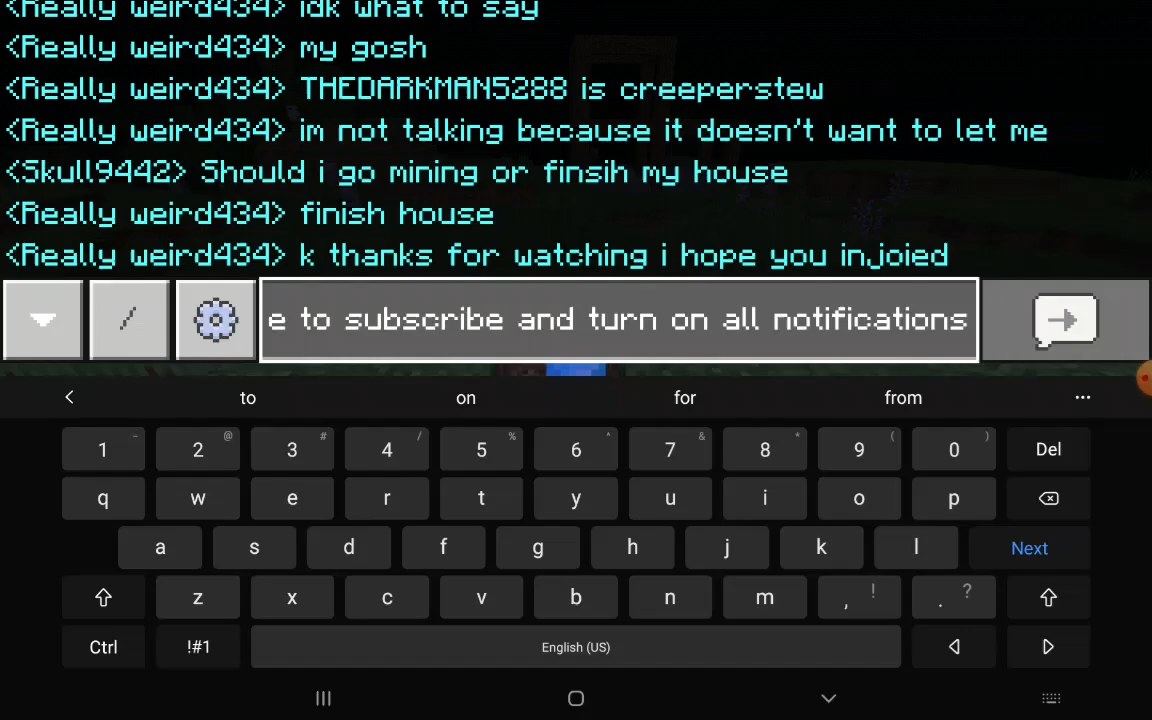 <Really weird434> idk what to say
<Really weird434> my gosh
<Really weird434> THEDARKMAN5288 is creeperstew
<Really weird434> im not talking because it doesn't want to let me
<Skull9442> Should i go mining or finsih my house
<Really weird434> finish house
<Really weird434> k thanks for watching i hope you injoied
/ e to subscribe and turn on all notifications
to on for from ...
1 - 2 @ 3 # 4 / 5 % 6 ^ 7 & 8 * 9 ( 0 ) Del
q w e r t y u i o p
a s d f g h j k l Next
z x c v b n m , ! . ?
Ctrl !#1 English (US)